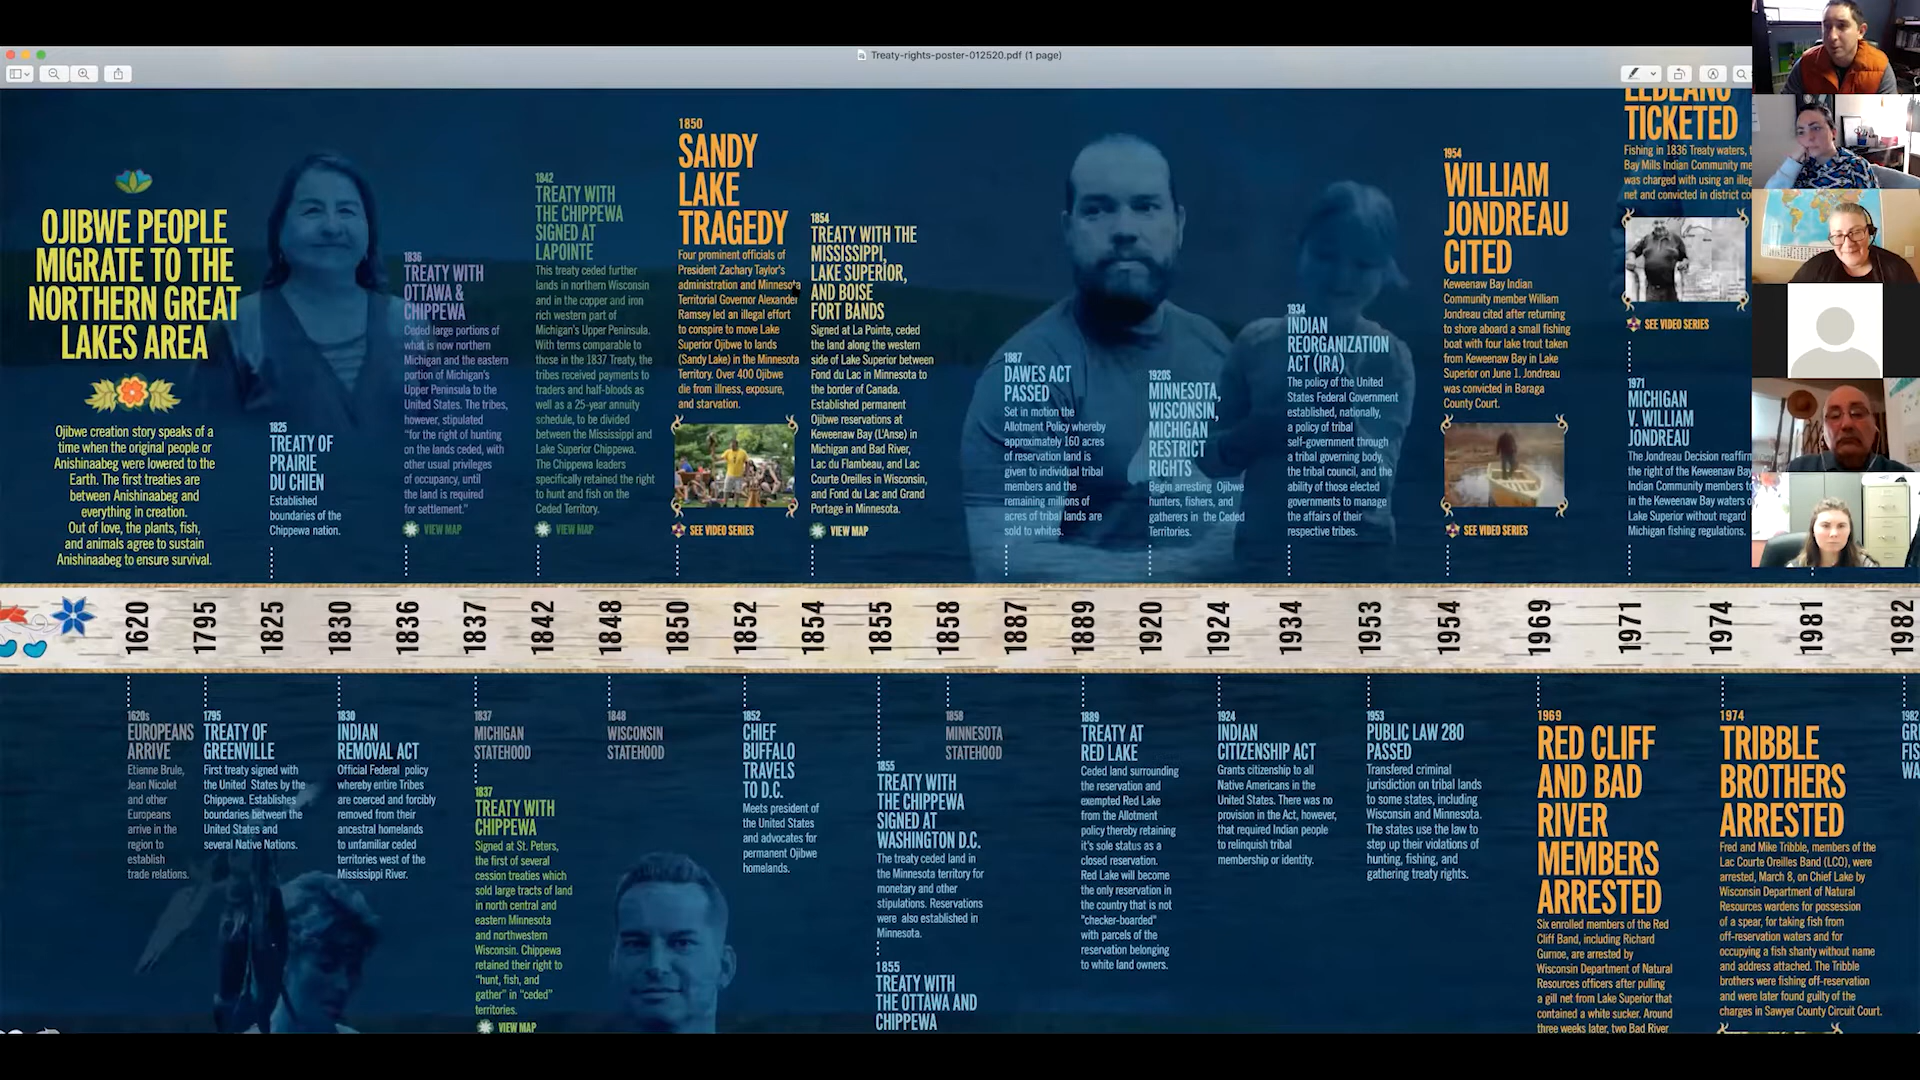 Treaty-rights-poster-012520.pdf (1 page)
OJIBWE PEOPLE
MIGRATE TO THE
NORTHERN GREAT
LAKES AREA
Ojibwe creation story speaks of a
time when the original people or
Anishinaabeg were lowered to the
Earth. The first treaties are
between Anishinaabeg and
everything in creation.
Out of love, the plants, fish,
and animals agree to sustain
Anishinaabeg to ensure survival.
1825
TREATY OF
PRAIRIE
DU CHIEN
Established
boundaries of the
Chippewa nation.
1836
TREATY WITH
OTTAWA &
CHIPPEWA
Ceded large portions of
what is now northern
Michigan and the eastern
portion of Michigan's
Upper Peninsula to the
United States. The tribes,
however, stipulated
"for the right of hunting
on the lands ceded, with
other usual privileges
of occupancy, until
the land is required
for settlement."
VIEW MAP
1842
TREATY WITH
THE CHIPPEWA
SIGNED AT
LAPOINTE
This treaty ceded further
lands in northern Wisconsin
and in the copper and iron
rich western part of
Michigan's Upper Peninsula.
With terms comparable to
those in the 1837 Treaty, the
tribes received payments to
traders and half-bloods as
well as a 25-year annuity
schedule, to be divided
between the Mississippi and
Lake Superior Chippewa.
The Chippewa leaders
specifically retained the right
to hunt and fish on the
Ceded Territory.
VIEW MAP
1850
SANDY
LAKE
TRAGEDY
Four prominent officials of
President Zachary Taylor's
administration and Minnesota
Territorial Governor Alexander
Ramsey led an illegal effort
to conspire to move Lake
Superior Ojibwe to lands
(Sandy Lake) in the Minnesota
Territory. Over 400 Ojibwe
die from illness, exposure,
and starvation.
SEE VIDEO SERIES
1854
TREATY WITH THE
MISSISSIPPI,
LAKE SUPERIOR,
AND BOISE
FORT BANDS
Signed at La Pointe, ceded
the land along the western
side of Lake Superior between
Fond du Lac in Minnesota to
the border of Canada.
Established permanent
Ojibwe reservations at
Keweenaw Bay (L'Anse) in
Michigan and Bad River,
Lac du Flambeau, and Lac
Courte Oreilles in Wisconsin,
and Fond du Lac and Grand
Portage in Minnesota.
VIEW MAP
1887
DAWES ACT
PASSED
Set in motion the
Allotment Policy whereby
approximately 160 acres
of reservation land is
given to individual tribal
members and the
remaining millions of
acres of tribal lands are
sold to whites.
1920S
MINNESOTA,
WISCONSIN,
MICHIGAN
RESTRICT
RIGHTS
Begin arresting Ojibwe
hunters, fishers, and
gatherers in the Ceded
Territories.
1934
INDIAN
REORGANIZATION
ACT (IRA)
The policy of the United
States Federal Government
established, nationally,
a policy of tribal
self-government through
a tribal governing body,
the tribal council, and the
ability of those elected
governments to manage
the affairs of their
respective tribes.
1954
WILLIAM
JONDREAU
CITED
Keweenaw Bay Indian
Community member William
Jondreau cited after returning
to shore aboard a small fishing
boat with four lake trout taken
from Keweenaw Bay in Lake
Superior on June 1. Jondreau
was convicted in Baraga
County Court.
SEE VIDEO SERIES
TICKETED
Fishing in 1836 Treaty waters,
Bay Mills Indian Community
was charged with using an
net and convicted in district
SEE VIDEO SERIES
1971
MICHIGAN
V. WILLIAM
JONDREAU
The Jondreau Decision
the right of the Keweenaw Bay
Indian Community members
in the Keweenaw Bay waters
Lake Superior without regard
Michigan fishing regulations.
1620 1795 1825 1830 1836 1837 1842 1848 1850 1852 1854 1855 1858 1887 1889 1920 1924 1934 1953 1954 1969 1971 1974 1981 1982
1620s
EUROPEANS
ARRIVE
Etienne Brule,
Jean Nicolet
and other
Europeans
arrive in the
region to
establish
trade relations.
1795
TREATY OF
GREENVILLE
First treaty signed with
the United States by the
Chippewa. Establishes
boundaries between the
United States and
several Native Nations.
1830
INDIAN
REMOVAL ACT
Official Federal policy
whereby entire Tribes
are coerced and forcibly
removed from their
ancestral homelands
to unfamiliar ceded
territories west of the
Mississippi River.
1837
MICHIGAN
STATEHOOD
1837
TREATY WITH
CHIPPEWA
Signed at St. Peters,
the first of several
cession treaties which
sold large tracts of land
in north central and
eastern Minnesota
and northwestern
Wisconsin. Chippewa
retained their right to
"hunt, fish, and
gather" in "ceded"
territories.
VIEW MAP
1848
WISCONSIN
STATEHOOD
1852
CHIEF
BUFFALO
TRAVELS
TO D.C.
Meets president of
the United States
and advocates for
permanent Ojibwe
homelands.
1855
TREATY WITH
THE CHIPPEWA
SIGNED AT
WASHINGTON D.C.
The treaty ceded land in
the Minnesota territory for
monetary and other
stipulations. Reservations
were also established in
Minnesota.
1855
TREATY WITH
THE OTTAWA AND
CHIPPEWA
1858
MINNESOTA
STATEHOOD
1889
TREATY AT
RED LAKE
Ceded land surrounding
the reservation and
exempted Red Lake
from the Allotment
policy thereby retaining
it's sole status as a
closed reservation.
Red Lake will become
the only reservation in
the country that is not
"checker-boarded"
with parcels of the
reservation belonging
to white land owners.
1924
INDIAN
CITIZENSHIP ACT
Grants citizenship to all
Native Americans in the
United States. There was no
provision in the Act, however,
that required Indian people
to relinquish tribal
membership or identity.
1953
PUBLIC LAW 280
PASSED
Transfered criminal
jurisdiction on tribal lands
to some states, including
Wisconsin and Minnesota.
The states use the law to
step up their violations of
hunting, fishing, and
gathering treaty rights.
1969
RED CLIFF
AND BAD
RIVER
MEMBERS
ARRESTED
Six enrolled members of the Red
Cliff Band, including Richard
Gurnoe, are arrested by
Wisconsin Department of Natural
Resources officers after pulling
a gill net from Lake Superior that
contained a white sucker. Around
three weeks later, two Bad River
1974
TRIBBLE
BROTHERS
ARRESTED
Fred and Mike Tribble, members of the
Lac Courte Oreilles Band (LCO), were
arrested, March 8, on Chief Lake by
Wisconsin Department of Natural
Resources wardens for possession
of a spear, for taking fish from
off-reservation waters and for
occupying a fish shanty without name
and address attached. The Tribble
brothers were fishing off-reservation
and were later found guilty of the
charges in Sawyer County Circuit Court.
1982